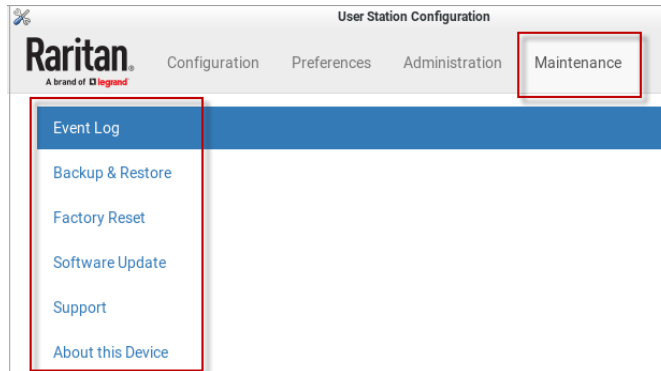 User Station Configuration
Raritan.
A brand of legrand
Configuration Preferences Administration Maintenance
Event Log
Backup & Restore
Factory Reset
Software Update
Support
About this Device